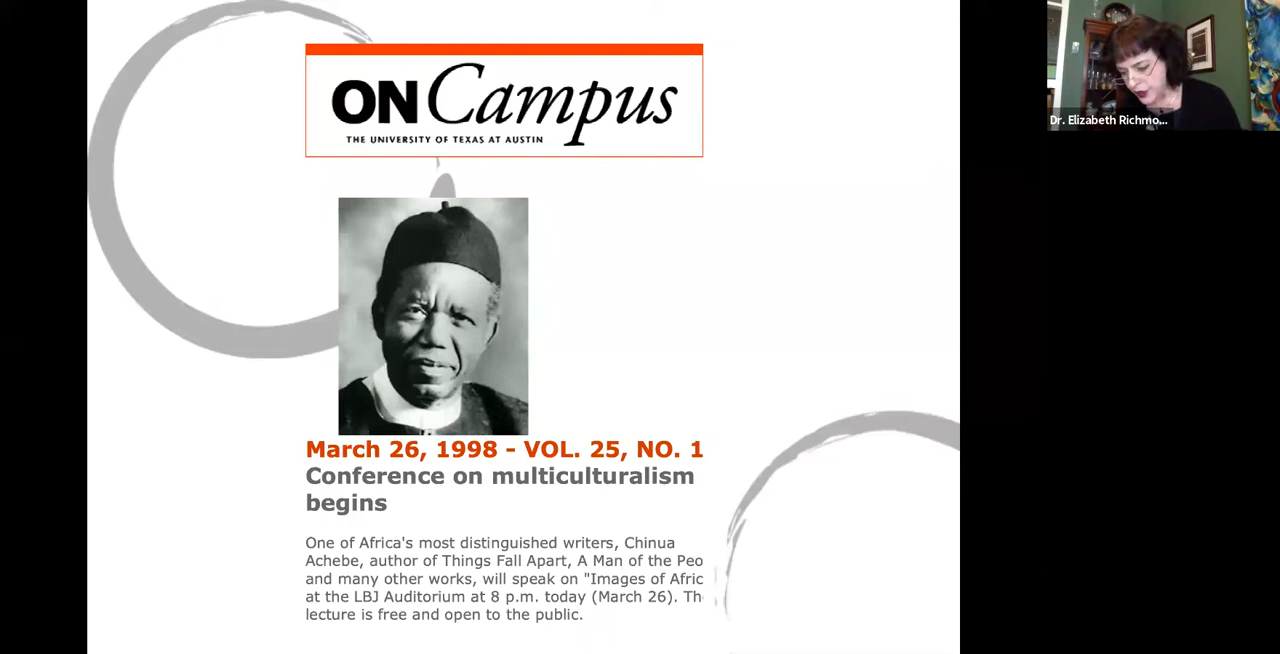 ON Campus
THE UNIVERSITY OF TEXAS AT AUSTIN
Dr. Elizabeth Richmo...
March 26, 1998 - VOL. 25, NO. 1
Conference on multiculturalism
begins
One of Africa's most distinguished writers, Chinua
Achebe, author of Things Fall Apart, A Man of the Peo
and many other works, will speak on "Images of Afric
at the LBJ Auditorium at 8 p.m. today (March 26). Th
lecture is free and open to the public.